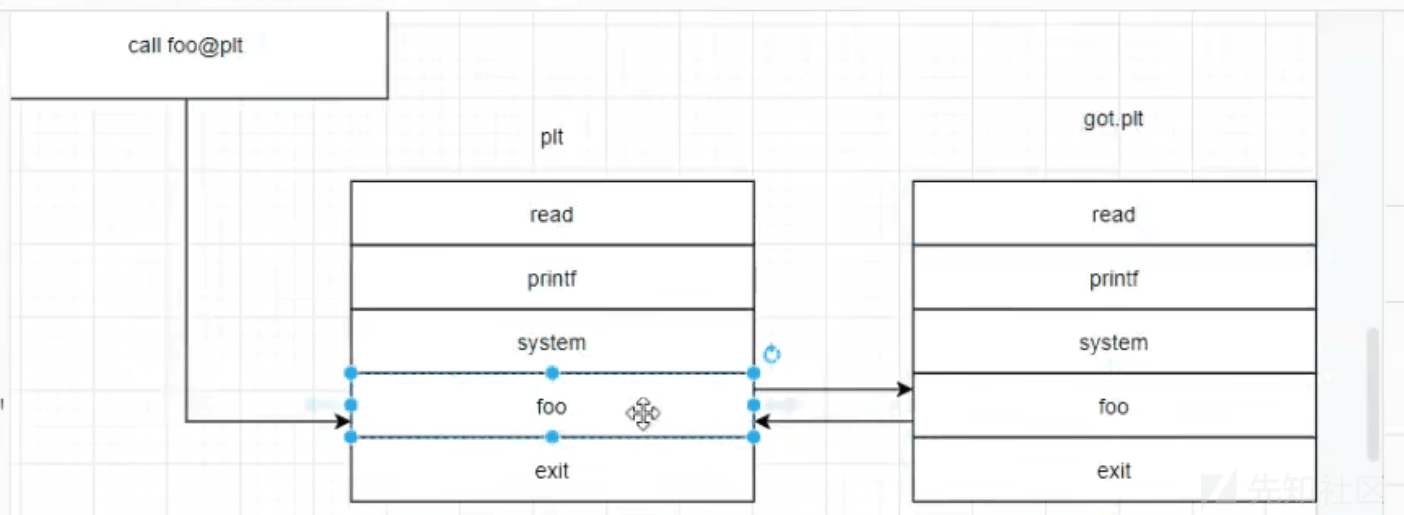 call foo@plt
plt
got.plt
read
printf
system
foo
exit
read
printf
system
foo
exit
先知社区